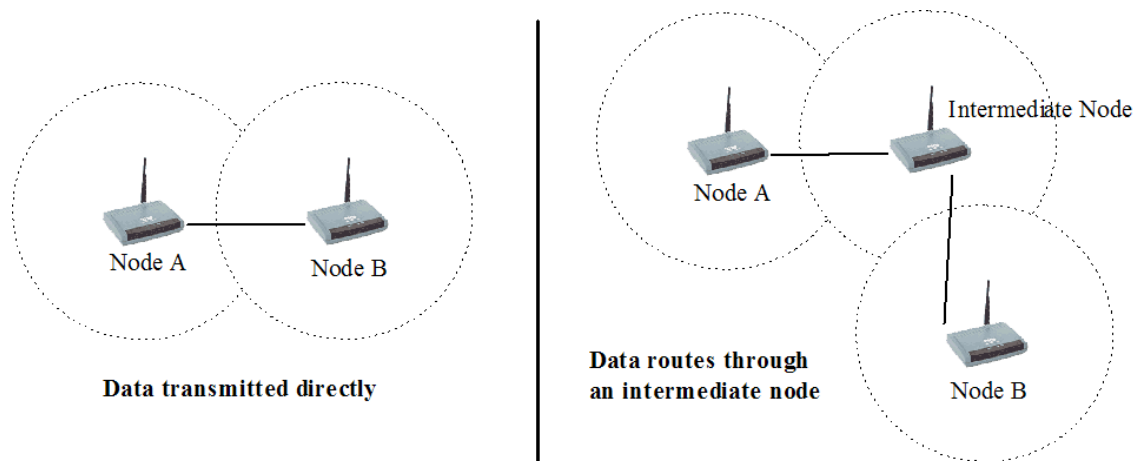 Node A
Node B
Data transmitted directly
Intermediate Node
Node A
Data routes through
an intermediate node
Node B